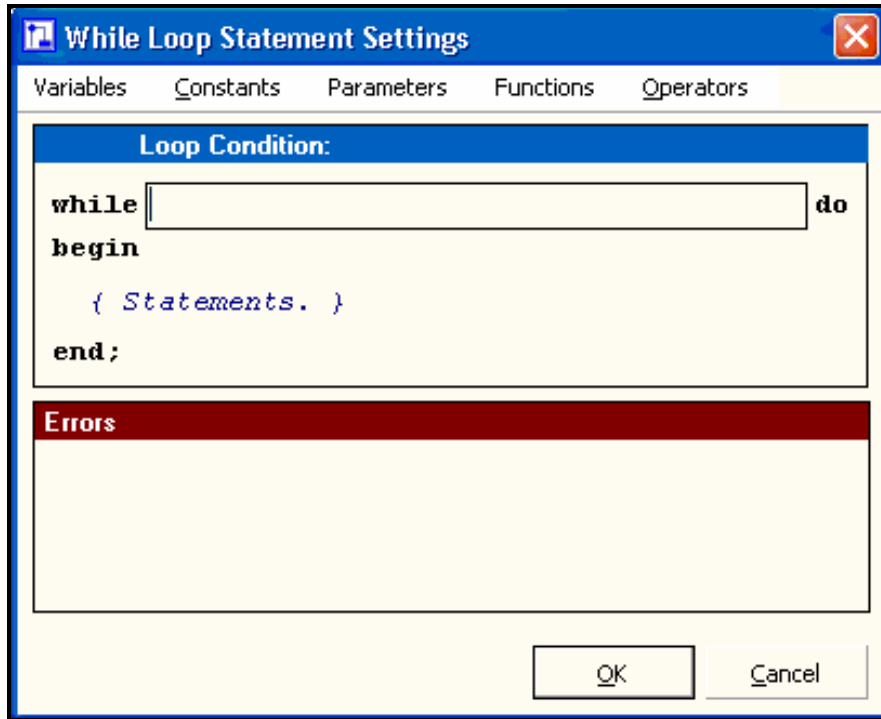 While Loop Statement Settings
Variables Constants Parameters Functions Operators
Loop Condition:
while do
begin
{ Statements. }
end;
Errors
OK Cancel